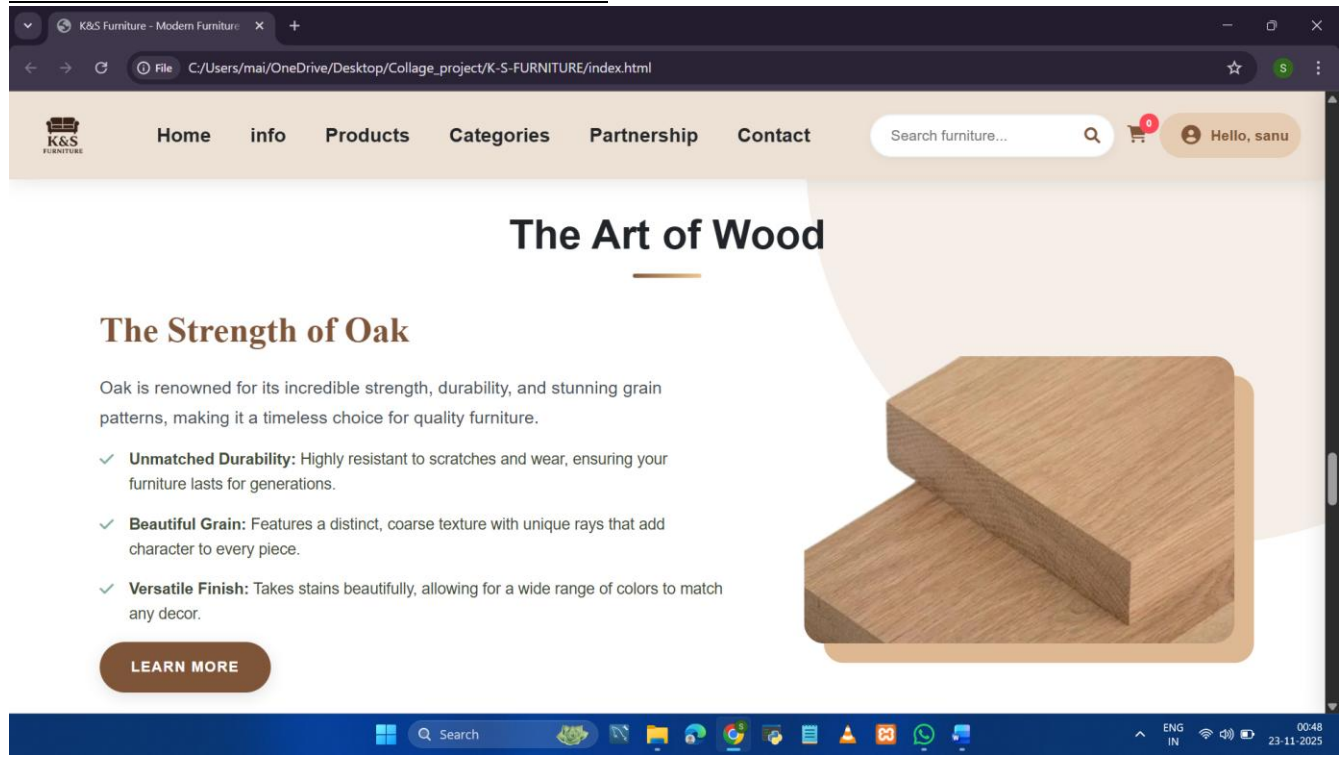 K&S Furniture - Modern Furniture
File C:/Users/mai/OneDrive/Desktop/Collage_project/K-S-FURNITURE/index.html
S
K&S
FURNITURE
Home info Products Categories Partnership Contact Search furniture... 0 Hello, sanu
The Art of Wood
The Strength of Oak
Oak is renowned for its incredible strength, durability, and stunning grain
patterns, making it a timeless choice for quality furniture.
Unmatched Durability: Highly resistant to scratches and wear, ensuring your
furniture lasts for generations.
Beautiful Grain: Features a distinct, coarse texture with unique rays that add
character to every piece.
Versatile Finish: Takes stains beautifully, allowing for a wide range of colors to match
any decor.
LEARN MORE
Search
ENG
IN
00:48
23-11-2025